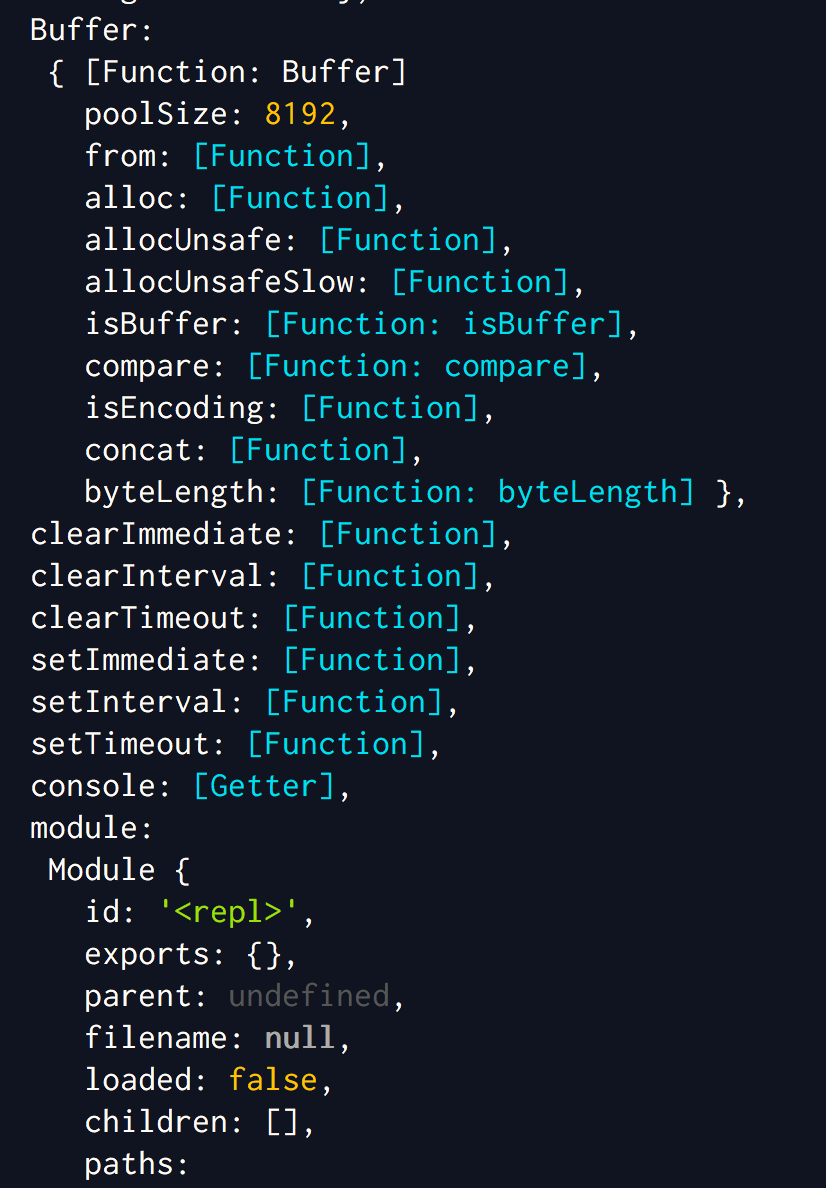 Buffer:
{ [Function: Buffer]
poolSize: 8192,
from: [Function],
alloc: [Function],
allocUnsafe: [Function],
allocUnsafeSlow: [Function],
isBuffer: [Function: isBuffer],
compare: [Function: compare],
isEncoding: [Function],
concat: [Function],
byteLength: [Function: byteLength] },
clearImmediate: [Function],
clearInterval: [Function],
clearTimeout: [Function],
setImmediate: [Function],
setInterval: [Function],
setTimeout: [Function],
console: [Getter],
module:
Module {
id: '<repl>',
exports: {},
parent: undefined,
filename: null,
loaded: false,
children: [],
paths: